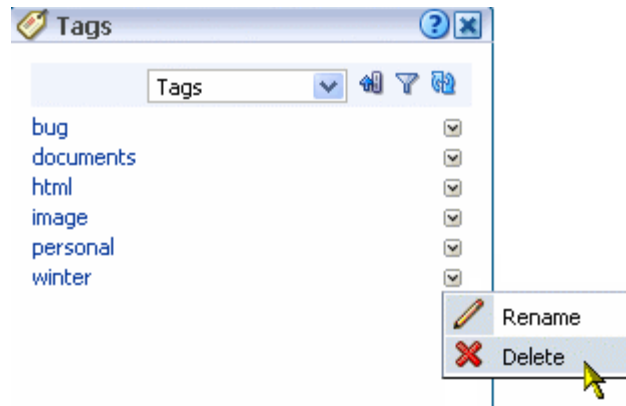 Tags
Tags
bug
documents
html
image
personal
winter
Rename
Delete